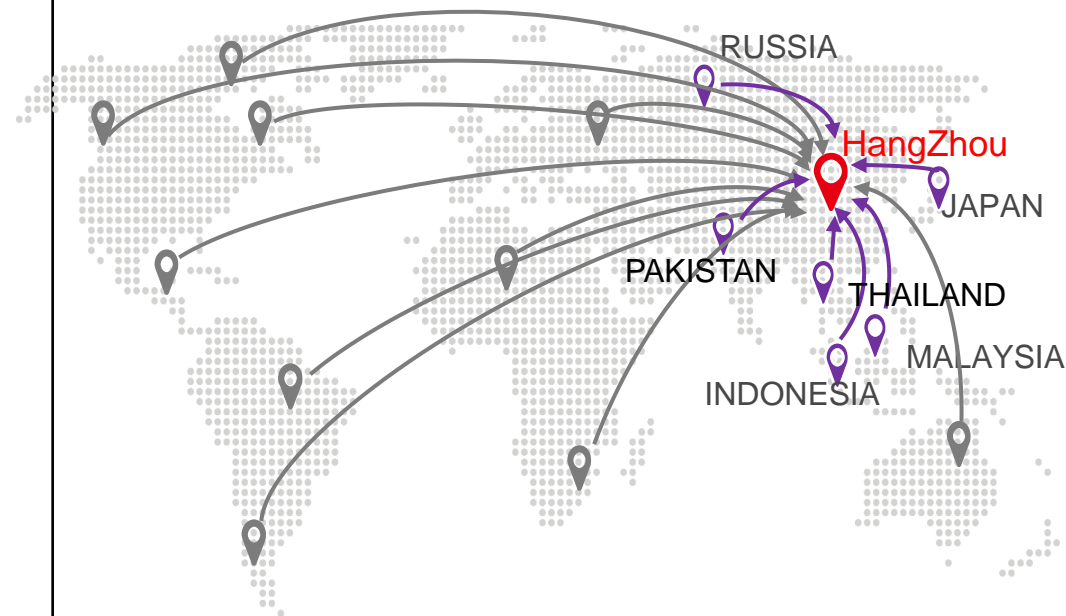 RUSSIA
HangZhou
JAPAN
PAKISTAN
THAILAND
MALAYSIA
INDONESIA